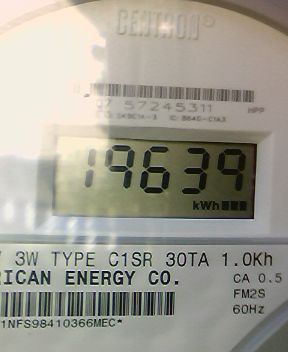 CENTRON®
57245311 HPP
19639
kWh
3W TYPE C1SR 30TA 1.0Kh
RICAN ENERGY CO.
CA 0.5
FM2S
60Hz
1NFS98410366MEC*